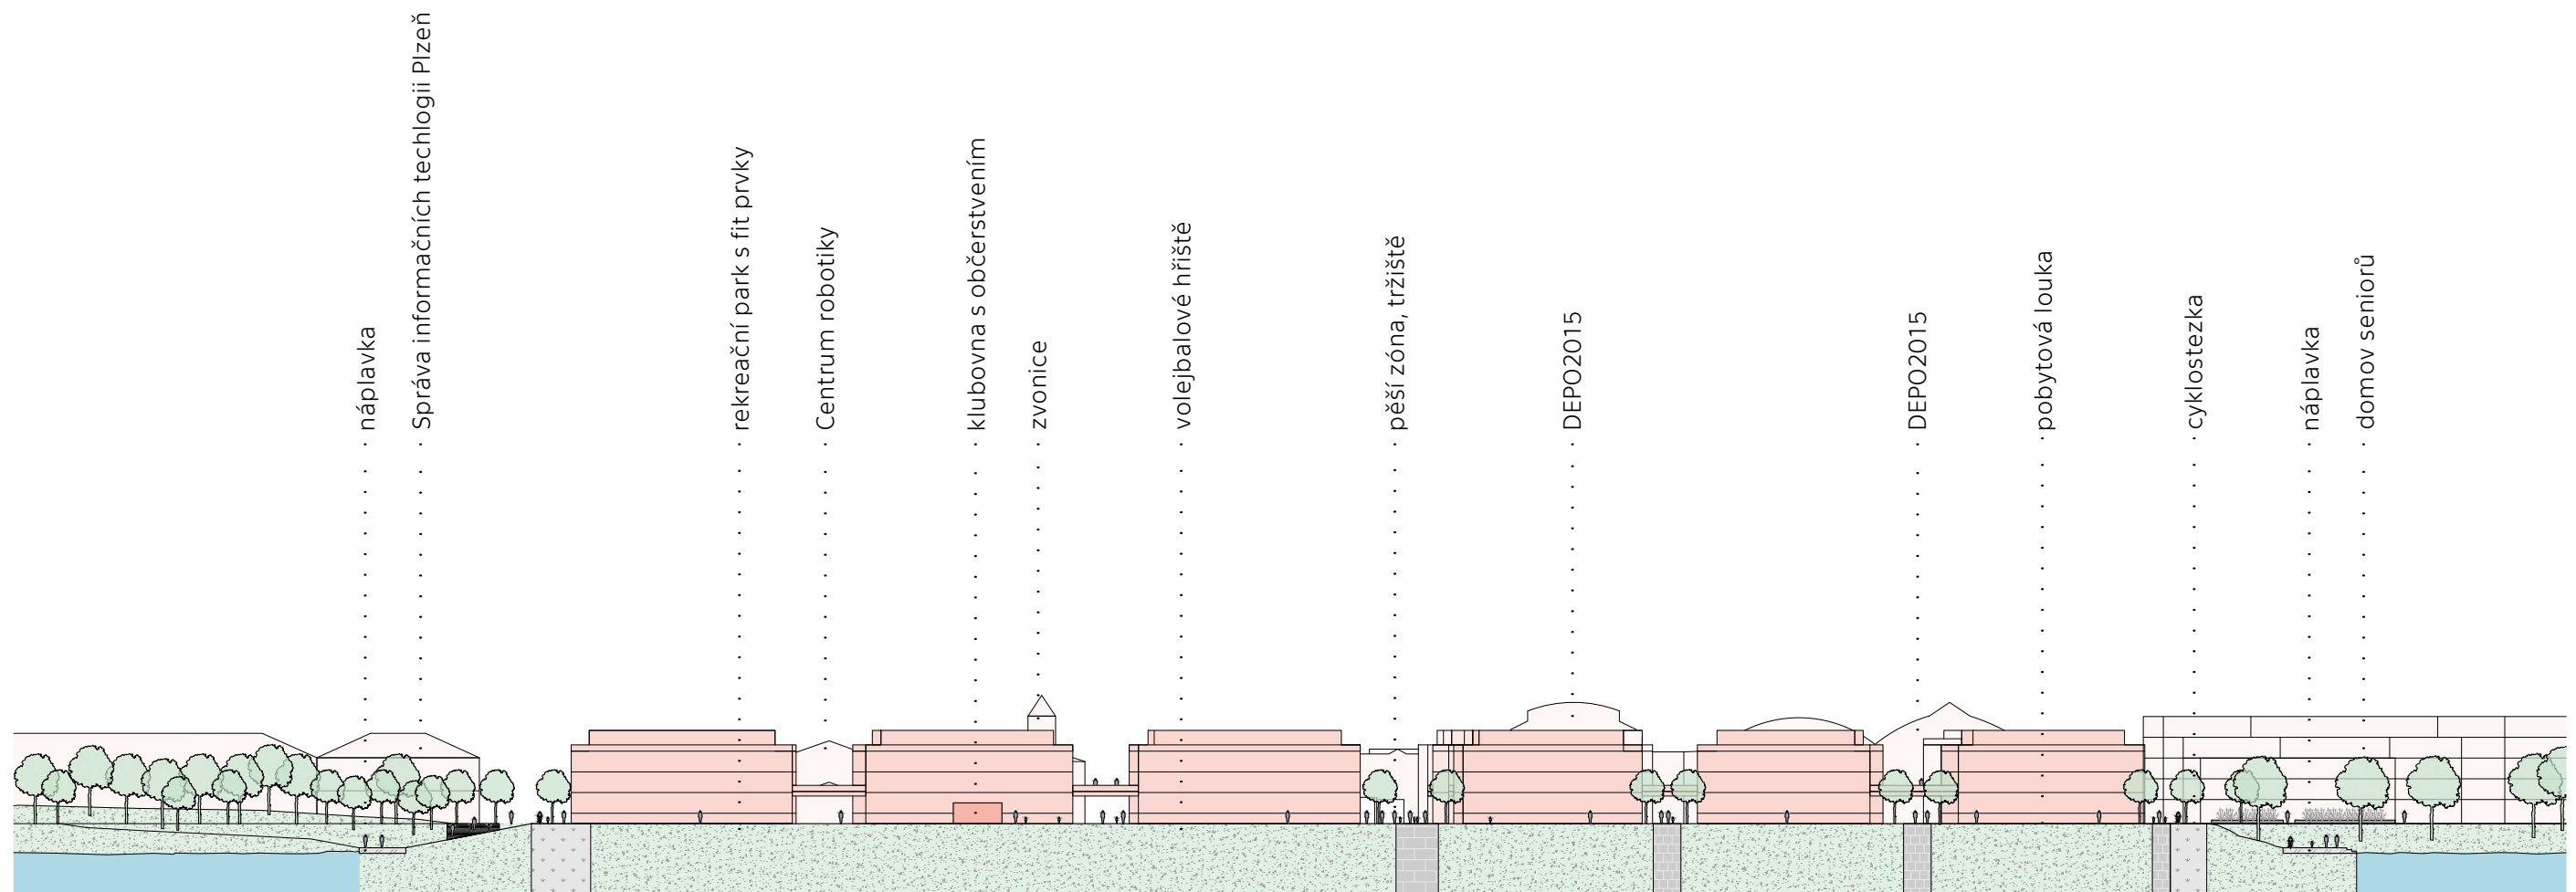 náplavka
Správa informačních techlogii Plzeň
rekreační park s fit prvky
Centrum robotiky
klubovna s občerstvením
zvonice
volejbalové hřiště
pěší zóna, tržiště
DEPO2015
DEPO2015
pobytová louka
cyklostezka
náplavka
domov seniorů